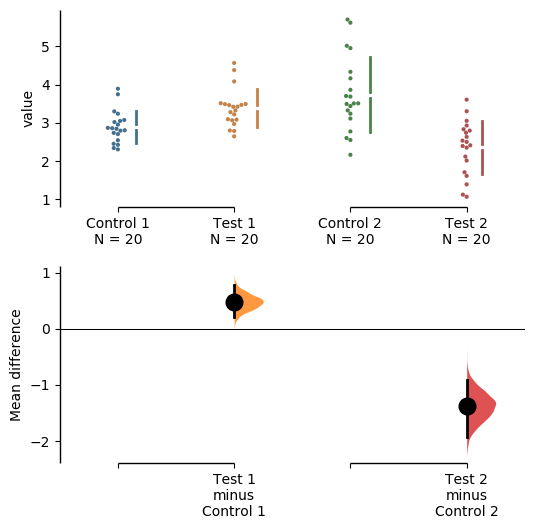 value
5
4
3
2
1
Control 1
N = 20
Test 1
N = 20
Control 2
N = 20
Test 2
N = 20
Mean difference
1
0
−1
−2
Test 1
minus
Control 1
Test 2
minus
Control 2